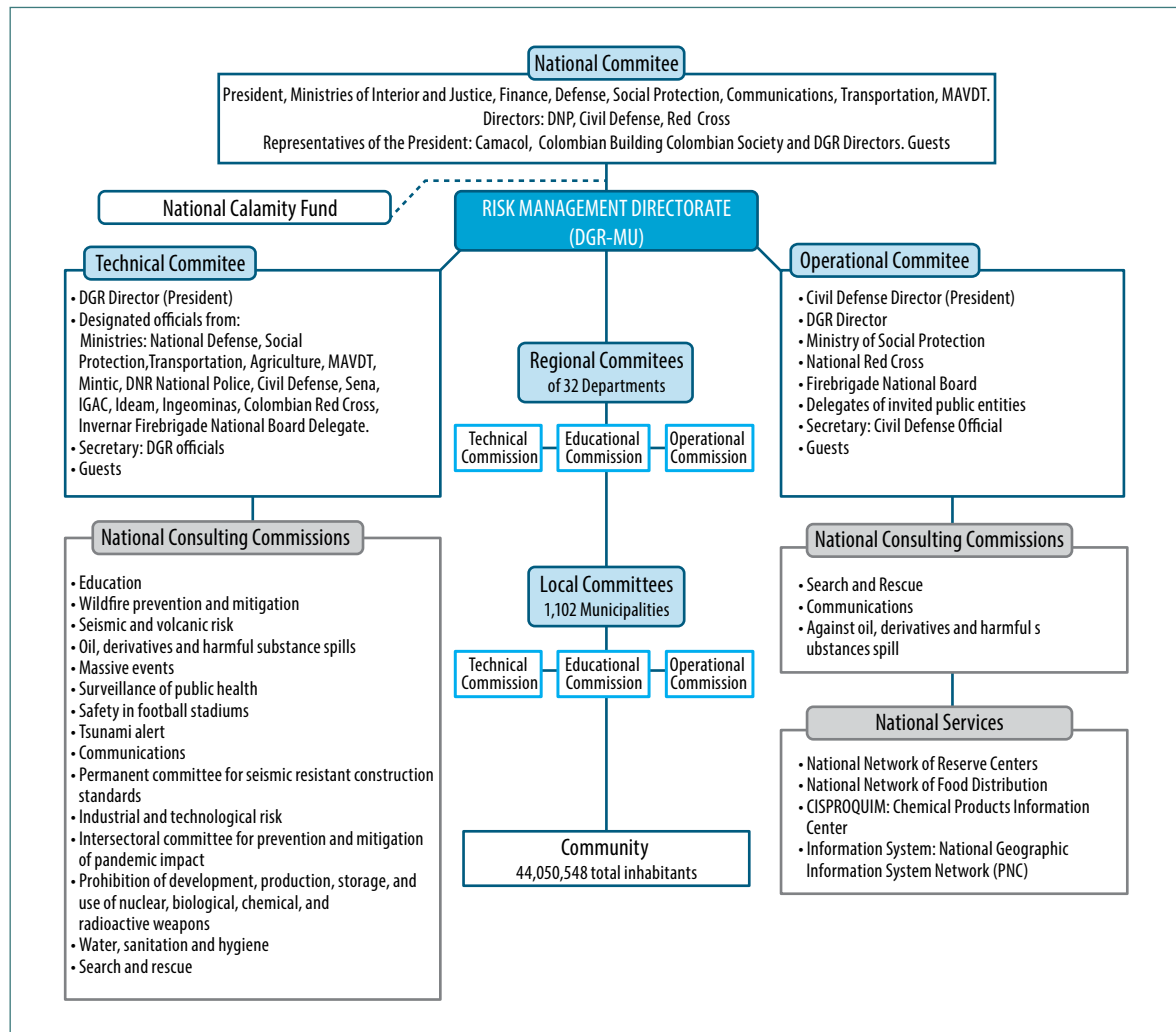 National Commitee
President, Ministries of Interior and Justice, Finance, Defense, Social Protection, Communications, Transportation, MAVDT.
Directors: DNP, Civil Defense, Red Cross
Representatives of the President: Camacol, Colombian Building Colombian Society and DGR Directors. Guests
National Calamity Fund
RISK MANAGEMENT DIRECTORATE
(DGR-MU)
Technical Commitee
• DGR Director (President)
• Designated officials from:
Ministries: National Defense, Social
Protection,Transportation, Agriculture, MAVDT,
Mintic, DNR National Police, Civil Defense, Sena,
IGAC, Ideam, Ingeominas, Colombian Red Cross,
Invernar Firebrigade National Board Delegate.
• Secretary: DGR officials
• Guests
National Consulting Commissions
• Education
• Wildfire prevention and mitigation
• Seismic and volcanic risk
• Oil, derivatives and harmful substance spills
• Massive events
• Surveillance of public health
• Safety in football stadiums
• Tsunami alert
• Communications
• Permanent committee for seismic resistant construction
standards
• Industrial and technological risk
• Intersectoral committee for prevention and mitigation
of pandemic impact
• Prohibition of development, production, storage, and
use of nuclear, biological, chemical, and
radioactive weapons
• Water, sanitation and hygiene
• Search and rescue
Regional Commitees
of 32 Departments
Technical
Commission
Educational
Commission
Operational
Commission
Local Committees
1,102 Municipalities
Technical
Commission
Educational
Commission
Operational
Commission
Community
44,050,548 total inhabitants
Operational Commitee
• Civil Defense Director (President)
• DGR Director
• Ministry of Social Protection
• National Red Cross
• Firebrigade National Board
• Delegates of invited public entities
• Secretary: Civil Defense Official
• Guests
National Consulting Commissions
• Search and Rescue
• Communications
• Against oil, derivatives and harmful s
ubstances spill
National Services
• National Network of Reserve Centers
• National Network of Food Distribution
• CISPROQUIM: Chemical Products Information
Center
• Information System: National Geographic
Information System Network (PNC)